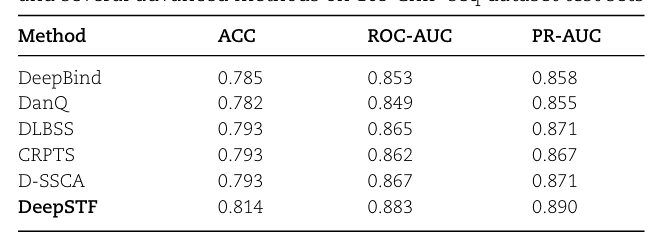 Method ACC ROC-AUC PR-AUC
DeepBind 0.785 0.853 0.858
DanQ 0.782 0.849 0.855
DLBSS 0.793 0.865 0.871
CRPTS 0.793 0.862 0.867
D-SSCA 0.793 0.867 0.871
DeepSTF 0.814 0.883 0.890